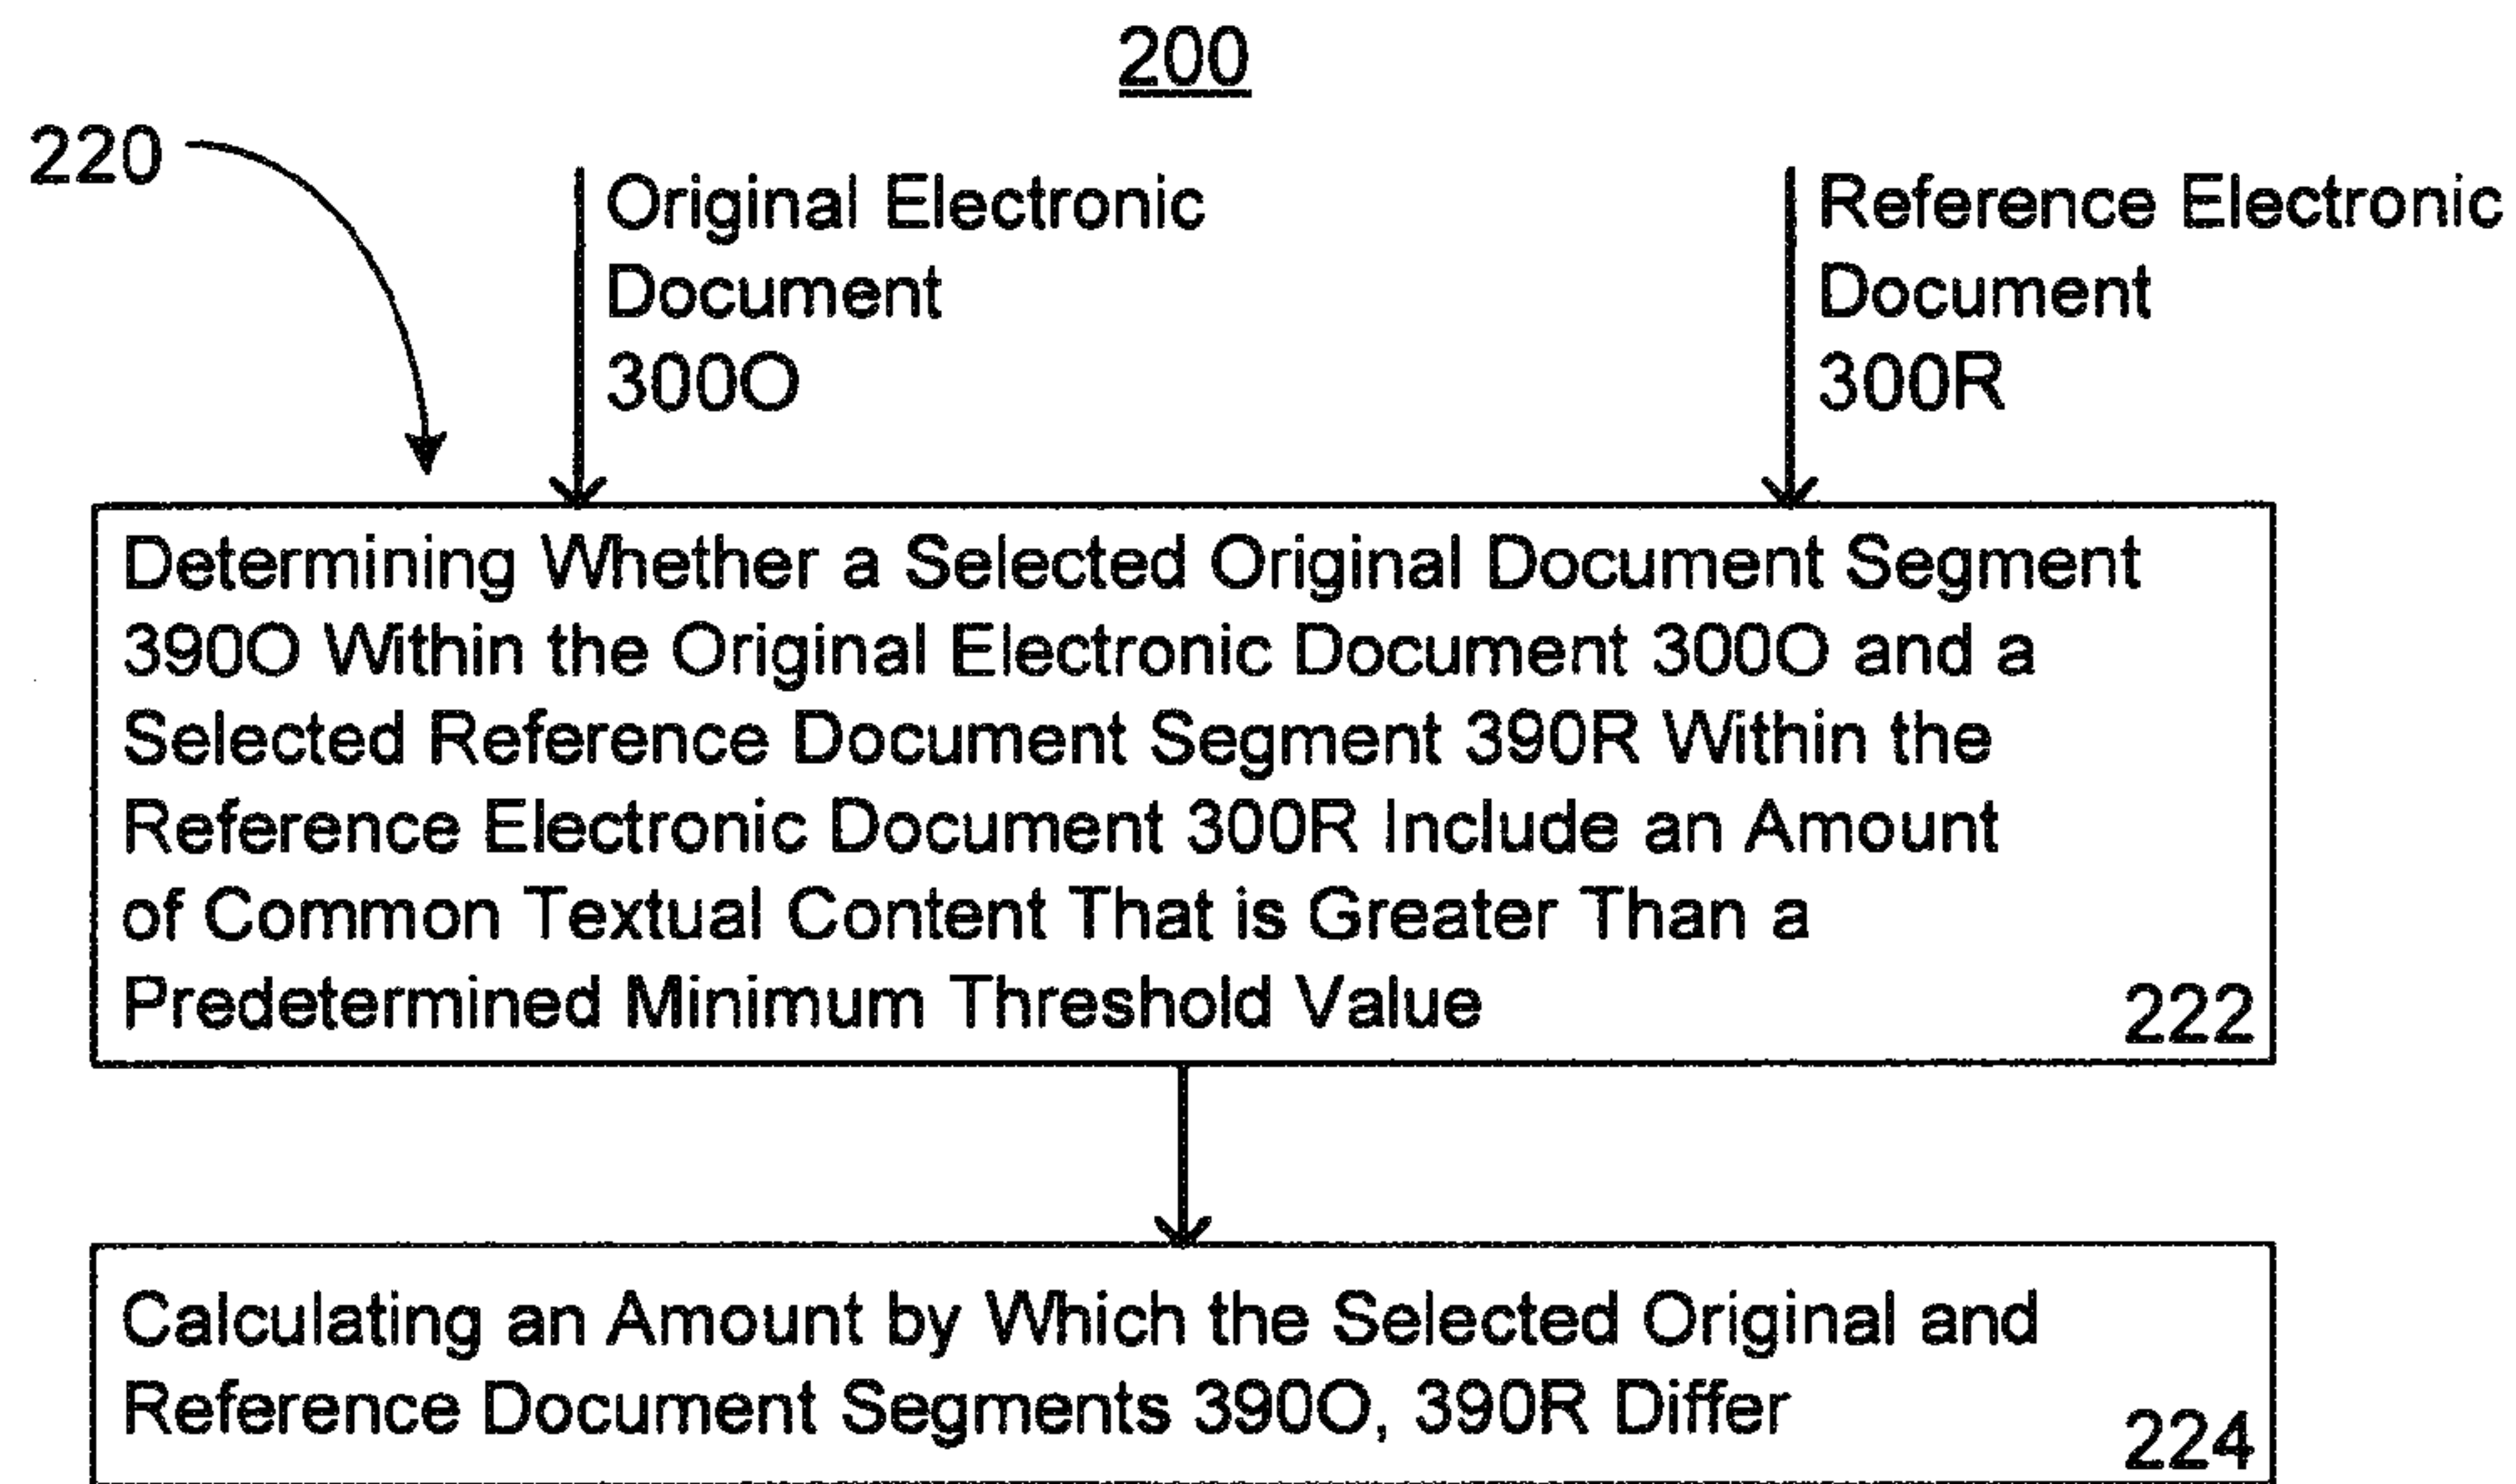 200
220
Original Electronic
Document
300O
Reference Electronic
Document
300R
Determining Whether a Selected Original Document Segment
390O Within the Original Electronic Document 300O and a
Selected Reference Document Segment 390R Within the
Reference Electronic Document 300R Include an Amount
of Common Textual Content That is Greater Than a
Predetermined Minimum Threshold Value
222
Calculating an Amount by Which the Selected Original and
Reference Document Segments 390O, 390R Differ
224